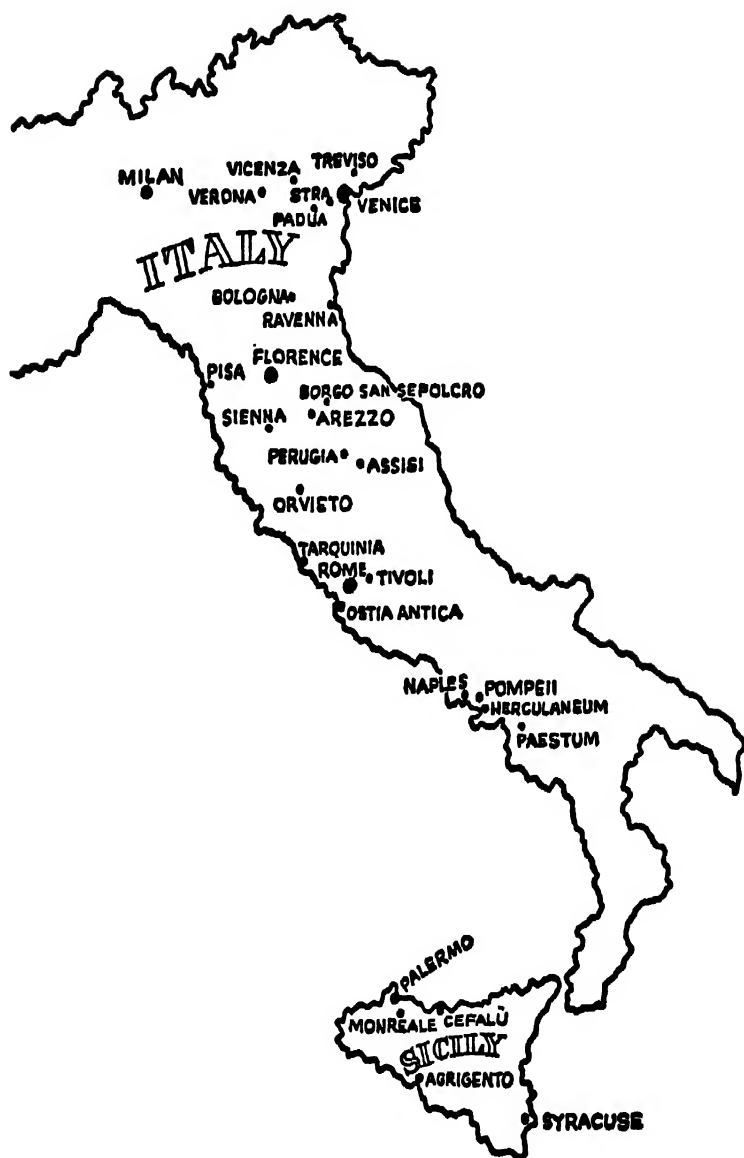 MILAN
VICENZA
TREVISO
VERONA
STRA
PADUA
VENICE
ITALY
BOLOGNA
RAVENNA
FLORENCE
PISA
BORGO SAN SEPOLCRO
SIENNA
AREZZO
PERUGIA
ASSISI
ORVIETO
TARQUINIA
ROME
TIVOLI
OSTIA ANTICA
NAPLES
POMPEII
HERCULANEUM
PAESTUM
PALERMO
MONREALE
CEFALÙ
SICILY
AGRIGENTO
SYRACUSE